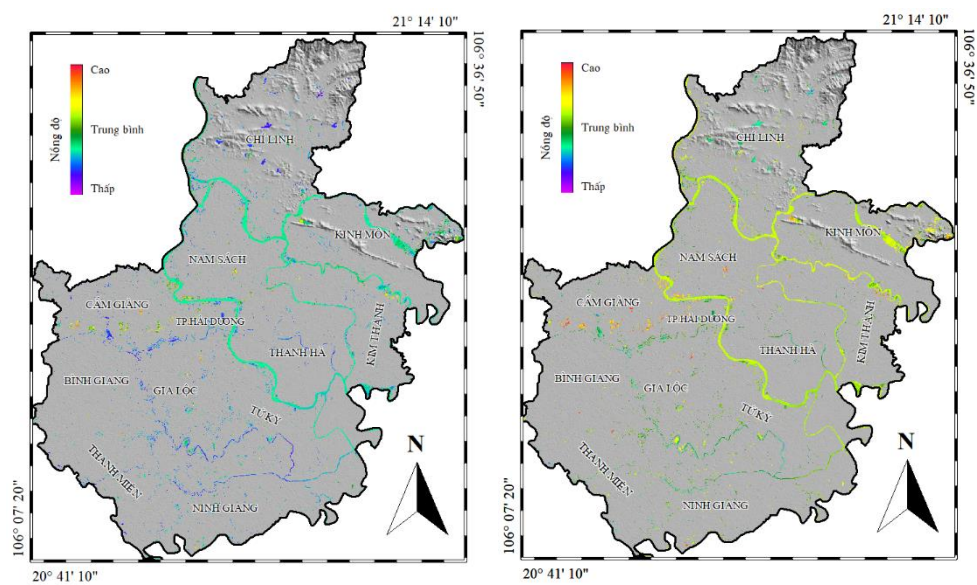 21° 14' 10"
106° 36' 50"
Cao
Trung bình
Thấp
Nồng độ
CHÍ LINH
KINH MÔN
NAM SÁCH
CẨM GIÀNG
TP.HẢI DƯƠNG
KIM THÀNH
THANH HÀ
BÌNH GIANG
GIA LỘC
TỨ KỲ
THANH MIỆN
NINH GIANG
N
106° 07' 20"
20° 41' 10"
21° 14' 10"
106° 36' 50"
Cao
Trung bình
Thấp
Nồng độ
CHÍ LINH
KINH MÔN
NAM SÁCH
CẨM GIÀNG
TP.HẢI DƯƠNG
KIM THÀNH
THANH HÀ
BÌNH GIANG
GIA LỘC
TỨ KỲ
THANH MIỆN
NINH GIANG
N
106° 07' 20"
20° 41' 10"